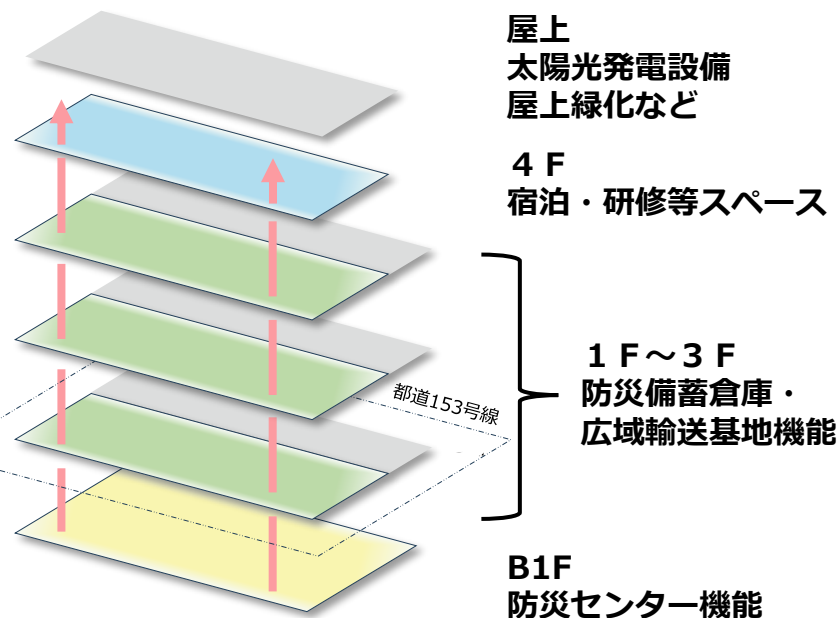 屋上
太陽光発電設備
屋上緑化など
４Ｆ
宿泊・研修等スペース
１Ｆ～３Ｆ
防災備蓄倉庫・
広域輸送基地機能
都道153号線
B1F
防災センター機能